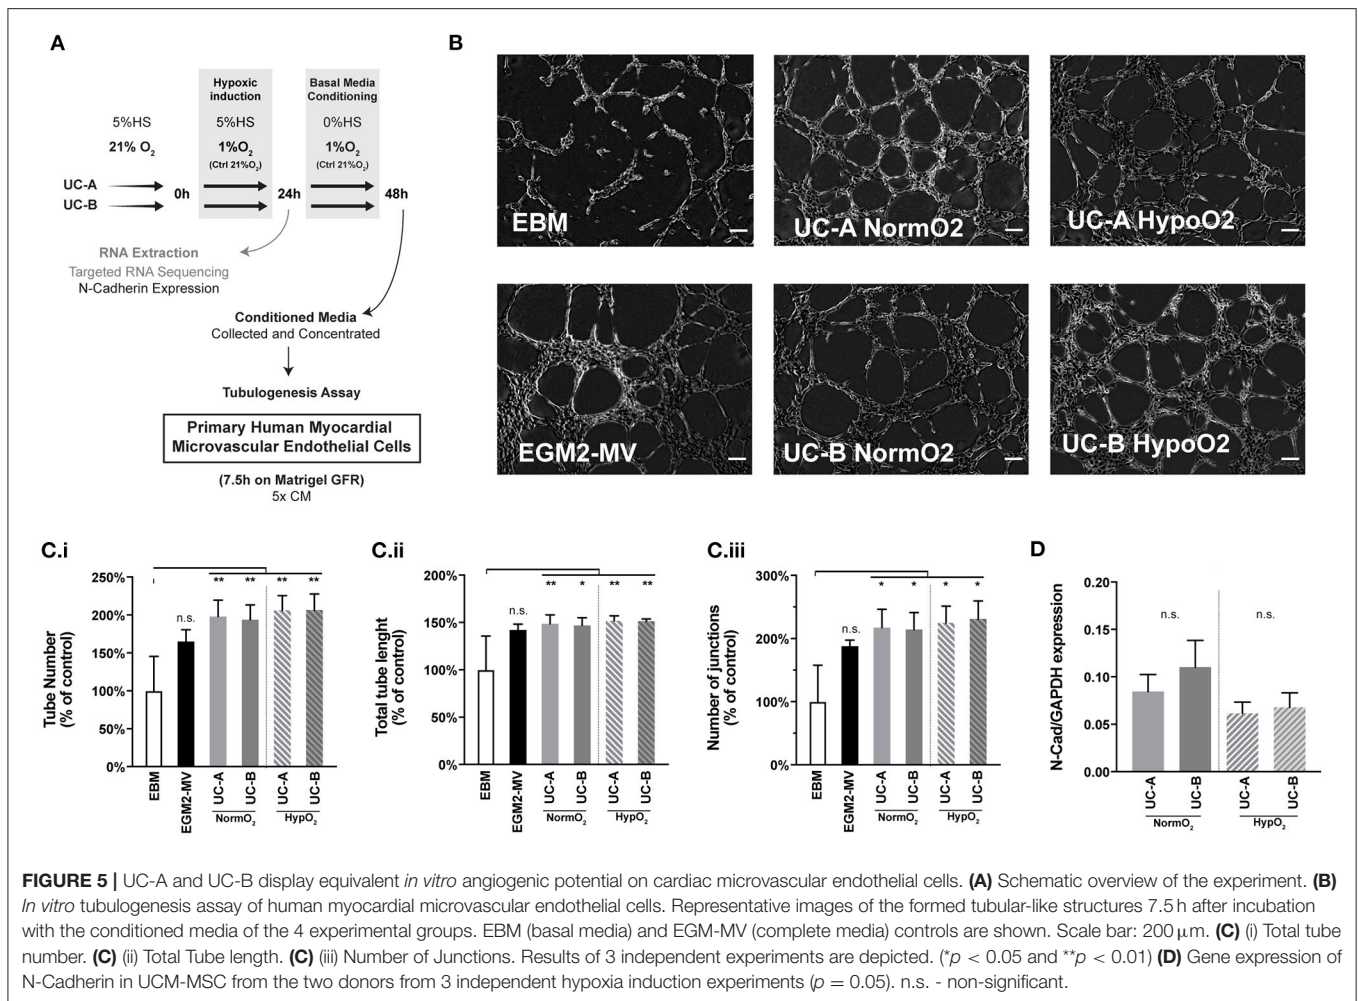 A
Hypoxic
induction
Basal Media
Conditioning
5%HS
5%HS
0%HS
21% O2
1%O2
1%O2
(Ctrl 21%O2)
(Ctrl 21%O2)
UC-A
UC-B
0h
24h
48h
RNA Extraction
Targeted RNA Sequencing
N-Cadherin Expression
Conditioned Media
Collected and Concentrated
Tubulogenesis Assay
Primary Human Myocardial
Microvascular Endothelial Cells
(7.5h on Matrigel GFR)
5x CM
B
EBM
UC-A NormO2
UC-A HypoO2
EGM2-MV
UC-B NormO2
UC-B HypoO2
C.i
Tube Number
(% of control)
250%
200%
150%
100%
50%
0%
n.s.
** ** ** **
EBM
EGM2-MV
UC-A
UC-B
UC-A
UC-B
NormO2
HypO2
C.ii
Total tube lenght
(% of control)
200%
150%
100%
50%
0%
n.s.
** * ** **
EBM
EGM2-MV
UC-A
UC-B
UC-A
UC-B
NormO2
HypO2
C.iii
Number of junctions
(% of control)
300%
200%
100%
0%
n.s.
* * * *
EBM
EGM2-MV
UC-A
UC-B
UC-A
UC-B
NormO2
HypO2
D
N-Cad/GAPDH expression
0.20
0.15
0.10
0.05
0.00
n.s.
n.s.
UC-A
UC-B
UC-A
UC-B
NormO2
HypO2
FIGURE 5 | UC-A and UC-B display equivalent in vitro angiogenic potential on cardiac microvascular endothelial cells. (A) Schematic overview of the experiment. (B)
In vitro tubulogenesis assay of human myocardial microvascular endothelial cells. Representative images of the formed tubular-like structures 7.5 h after incubation
with the conditioned media of the 4 experimental groups. EBM (basal media) and EGM-MV (complete media) controls are shown. Scale bar: 200 μm. (C) (i) Total tube
number. (C) (ii) Total Tube length. (C) (iii) Number of Junctions. Results of 3 independent experiments are depicted. (*p < 0.05 and **p < 0.01) (D) Gene expression of
N-Cadherin in UCM-MSC from the two donors from 3 independent hypoxia induction experiments (p = 0.05). n.s. - non-significant.